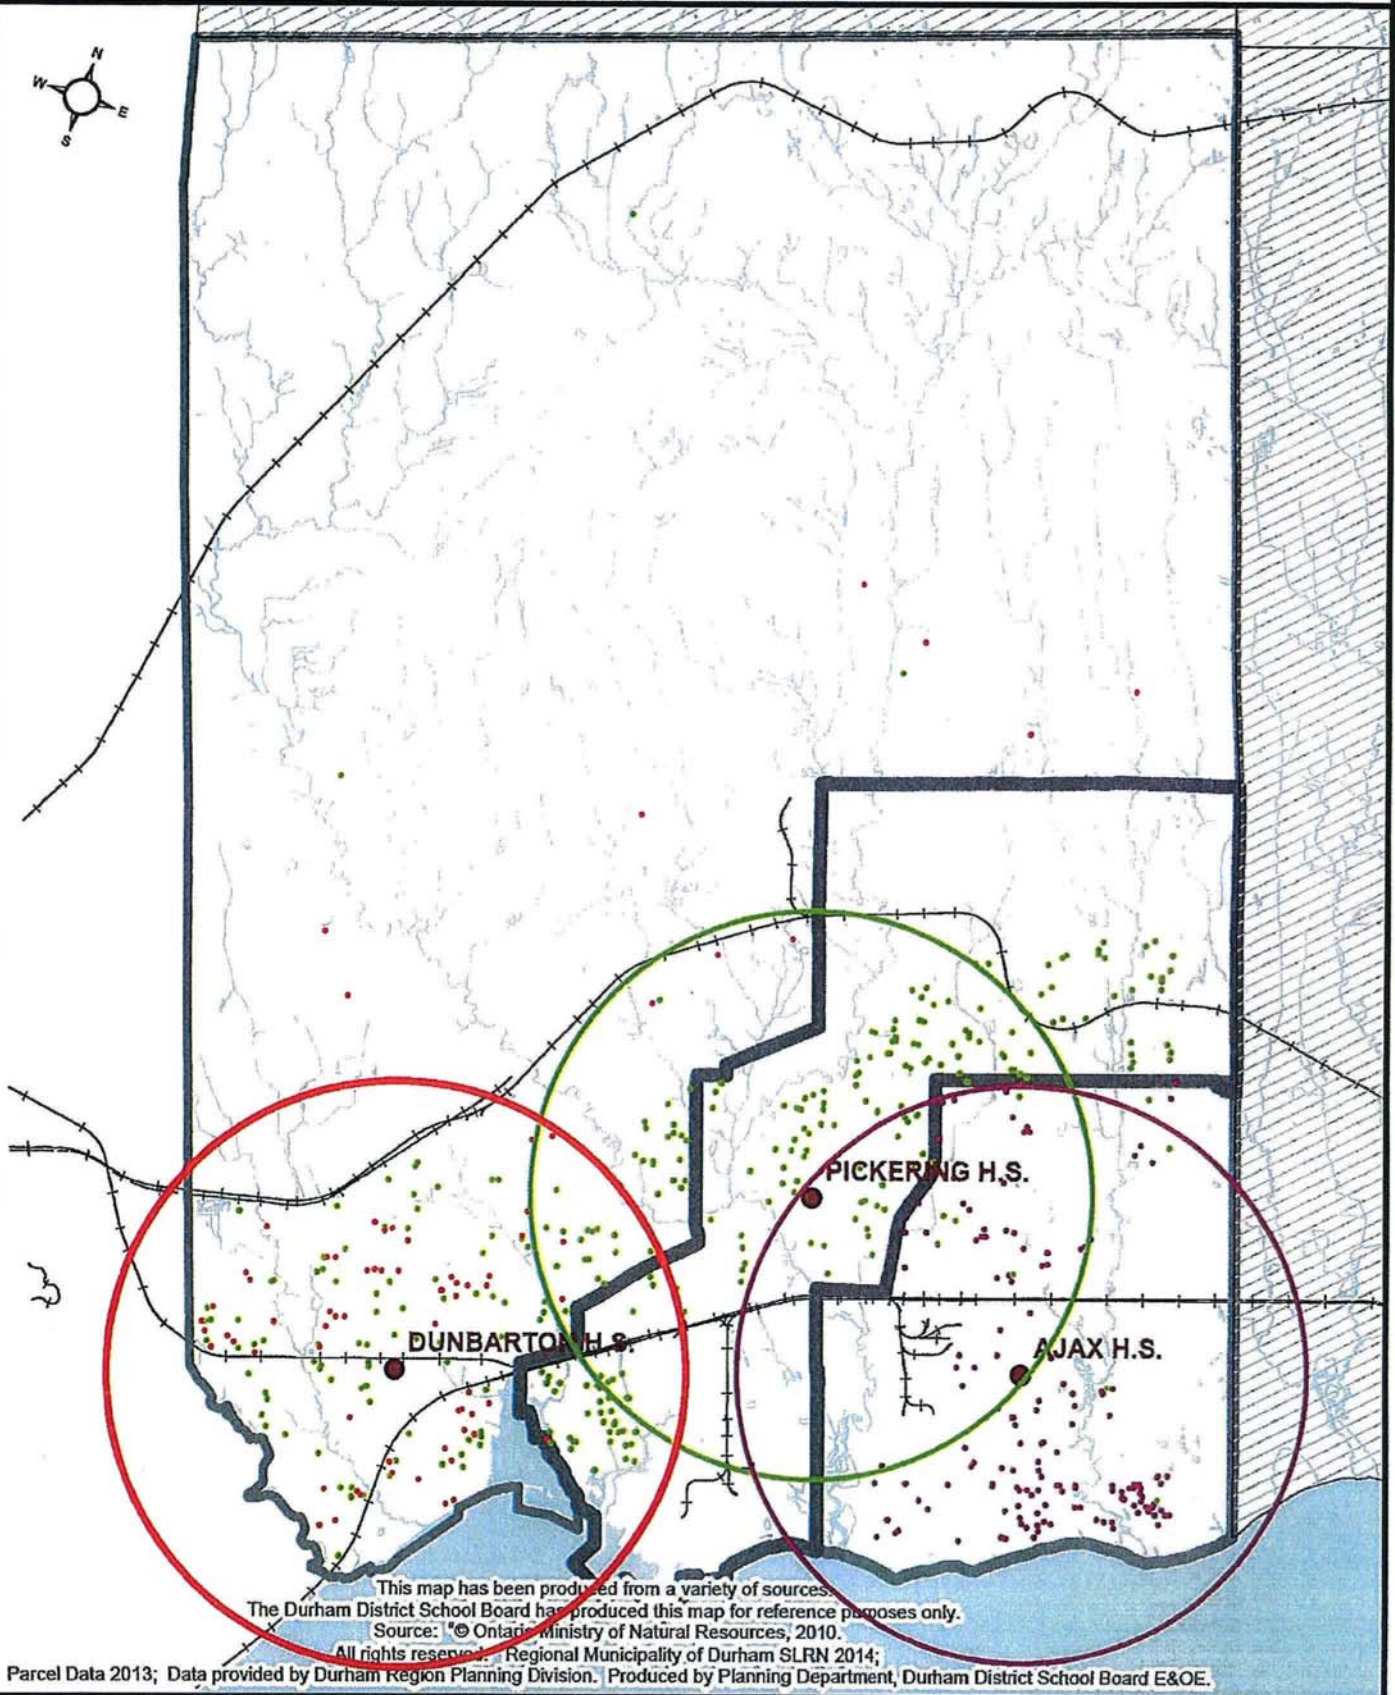 N
W
E
S
PICKERING H.S.
DUNBARTON H.S.
AJAX H.S.
This map has been produced from a variety of sources.
The Durham District School Board has produced this map for reference purposes only.
Source: "© Ontario Ministry of Natural Resources, 2010.
All rights reserved. Regional Municipality of Durham SLRN 2014;
Parcel Data 2013; Data provided by Durham Region Planning Division. Produced by Planning Department, Durham District School Board E&OE.